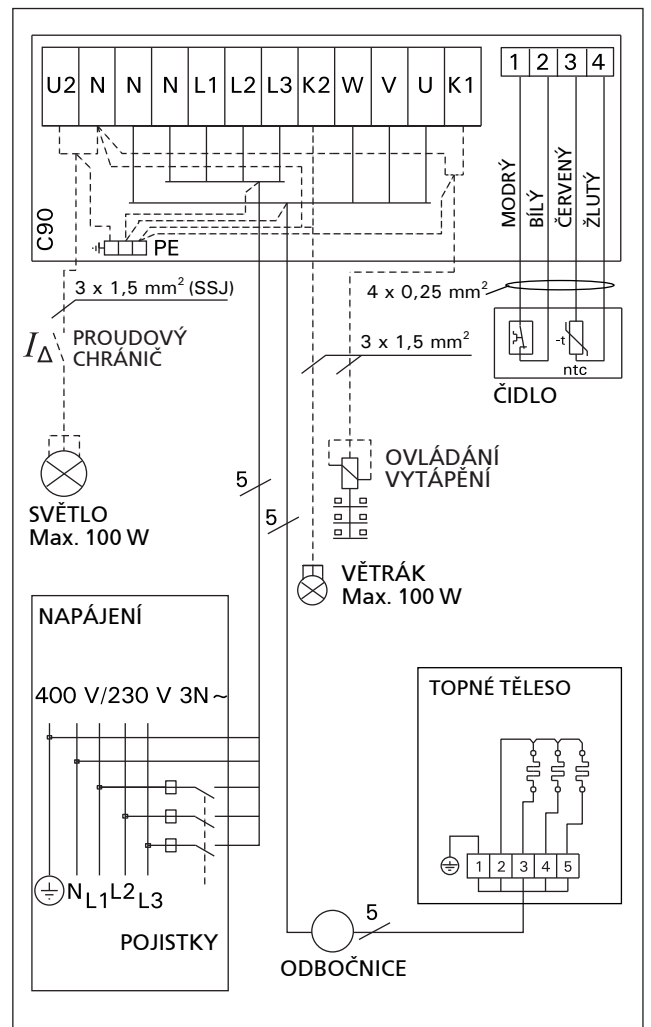 U2 N N N L1 L2 L3 K2 W V U K1
1 2 3 4
MODRÝ
BÍLÝ
ČERVENÝ
ŽLUTÝ
C90
PE
3 x 1,5 mm² (SSJ)
4 x 0,25 mm²
I∆ PROUDOVÝ
CHRÁNIČ
3 x 1,5 mm²
-t
ntc
ČIDLO
OVLÁDÁNÍ
VYTÁPĚNÍ
5
5
SVĚTLO
Max. 100 W
VĚTRÁK
Max. 100 W
NAPÁJENÍ
400 V/230 V 3N~
N L1 L2 L3
POJISTKY
TOPNÉ TĚLESO
1 2 3 4 5
5
ODBOČNICE